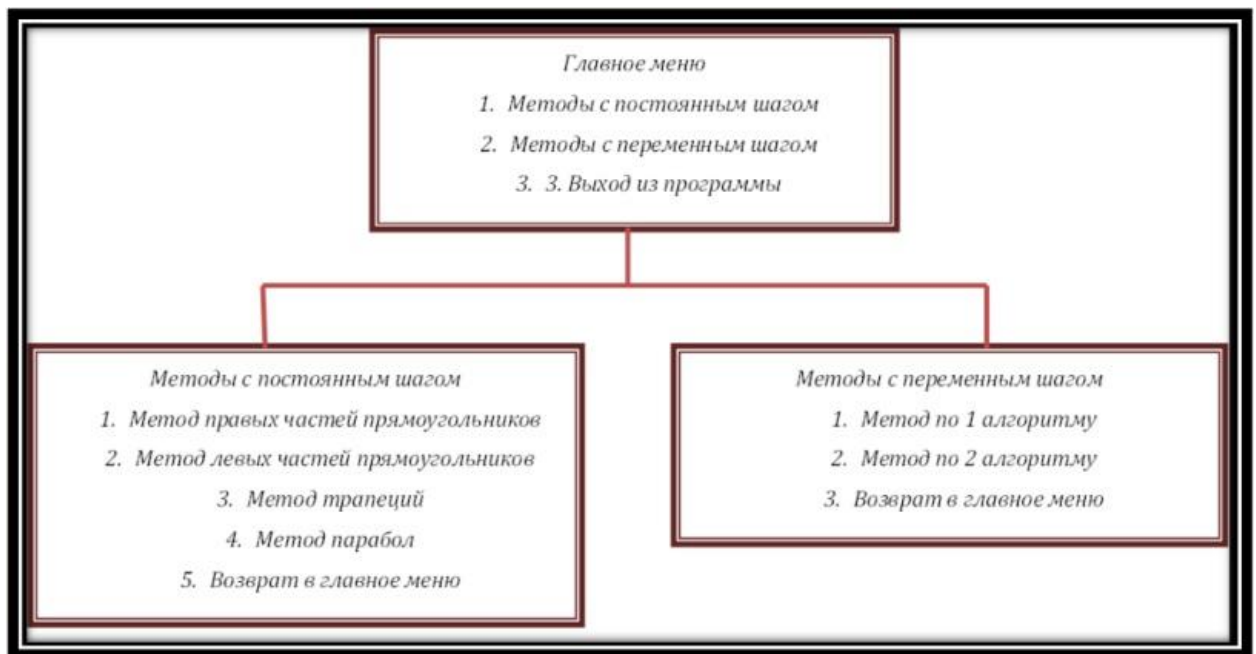 Главное меню
1. Методы с постоянным шагом
2. Методы с переменным шагом
3. 3. Выход из программы
Методы с постоянным шагом
1. Метод правых частей прямоугольников
2. Метод левых частей прямоугольников
3. Метод трапеций
4. Метод парабол
5. Возврат в главное меню
Методы с переменным шагом
1. Метод по 1 алгоритму
2. Метод по 2 алгоритму
3. Возврат в главное меню